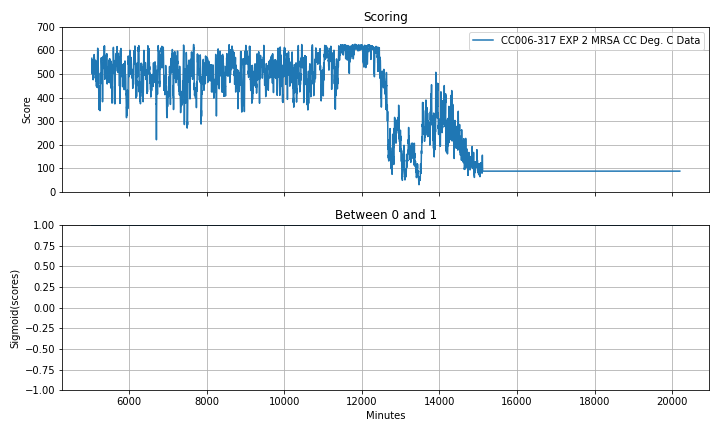 Scoring
700
600
500
400
300
200
100
0
Score
CC006-317 EXP 2 MRSA CC Deg. C Data
Between 0 and 1
1.00
0.75
0.50
0.25
0.00
−0.25
−0.50
−0.75
−1.00
Sigmoid(scores)
6000 8000 10000 12000 14000 16000 18000 20000
Minutes